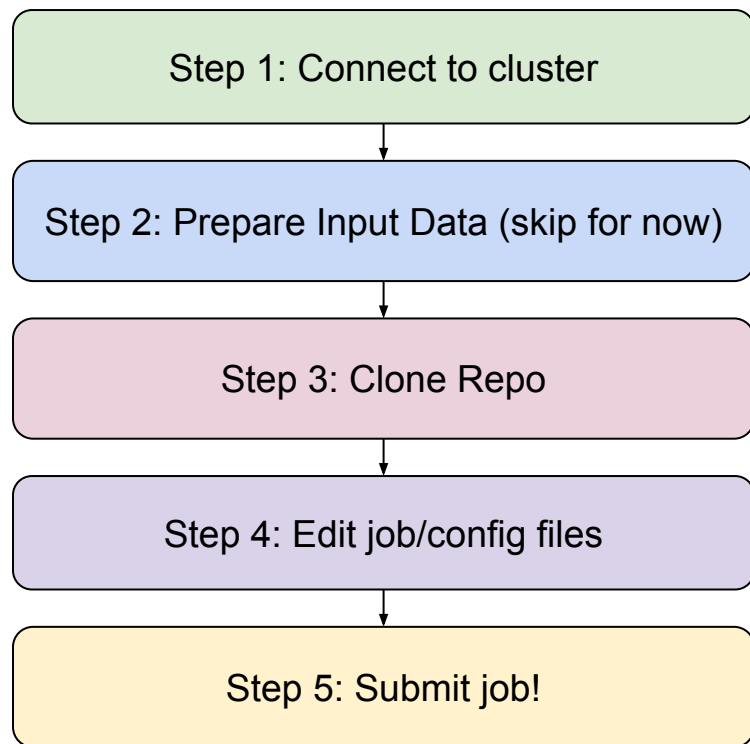 Step 1: Connect to cluster
Step 2: Prepare Input Data (skip for now)
Step 3: Clone Repo
Step 4: Edit job/config files
Step 5: Submit job!